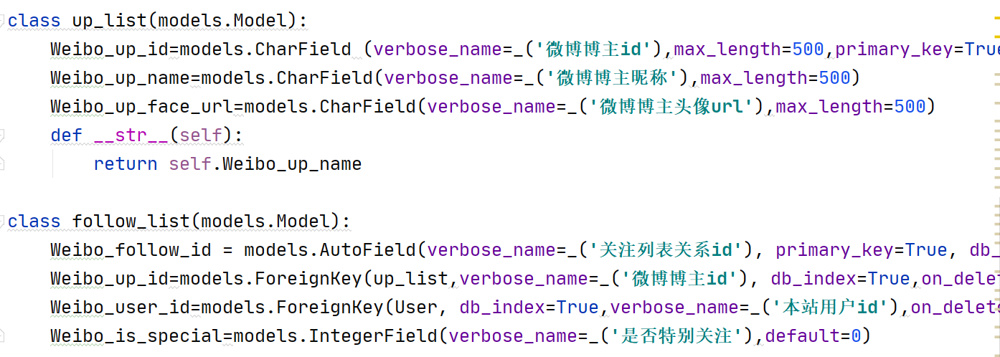 class up_list(models.Model):
    Weibo_up_id=models.CharField (verbose_name=_('微博博主id'),max_length=500,primary_key=True
    Weibo_up_name=models.CharField(verbose_name=_('微博博主昵称'),max_length=500)
    Weibo_up_face_url=models.CharField(verbose_name=_('微博博主头像url'),max_length=500)
    def __str__(self):
        return self.Weibo_up_name
class follow_list(models.Model):
    Weibo_follow_id = models.AutoField(verbose_name=_('关注列表关系id'), primary_key=True, db_
    Weibo_up_id=models.ForeignKey(up_list,verbose_name=_('微博博主id'), db_index=True,on_delet
    Weibo_user_id=models.ForeignKey(User, db_index=True,verbose_name=_('本站用户id'),on_delete
    Weibo_is_special=models.IntegerField(verbose_name=_('是否特别关注'),default=0)